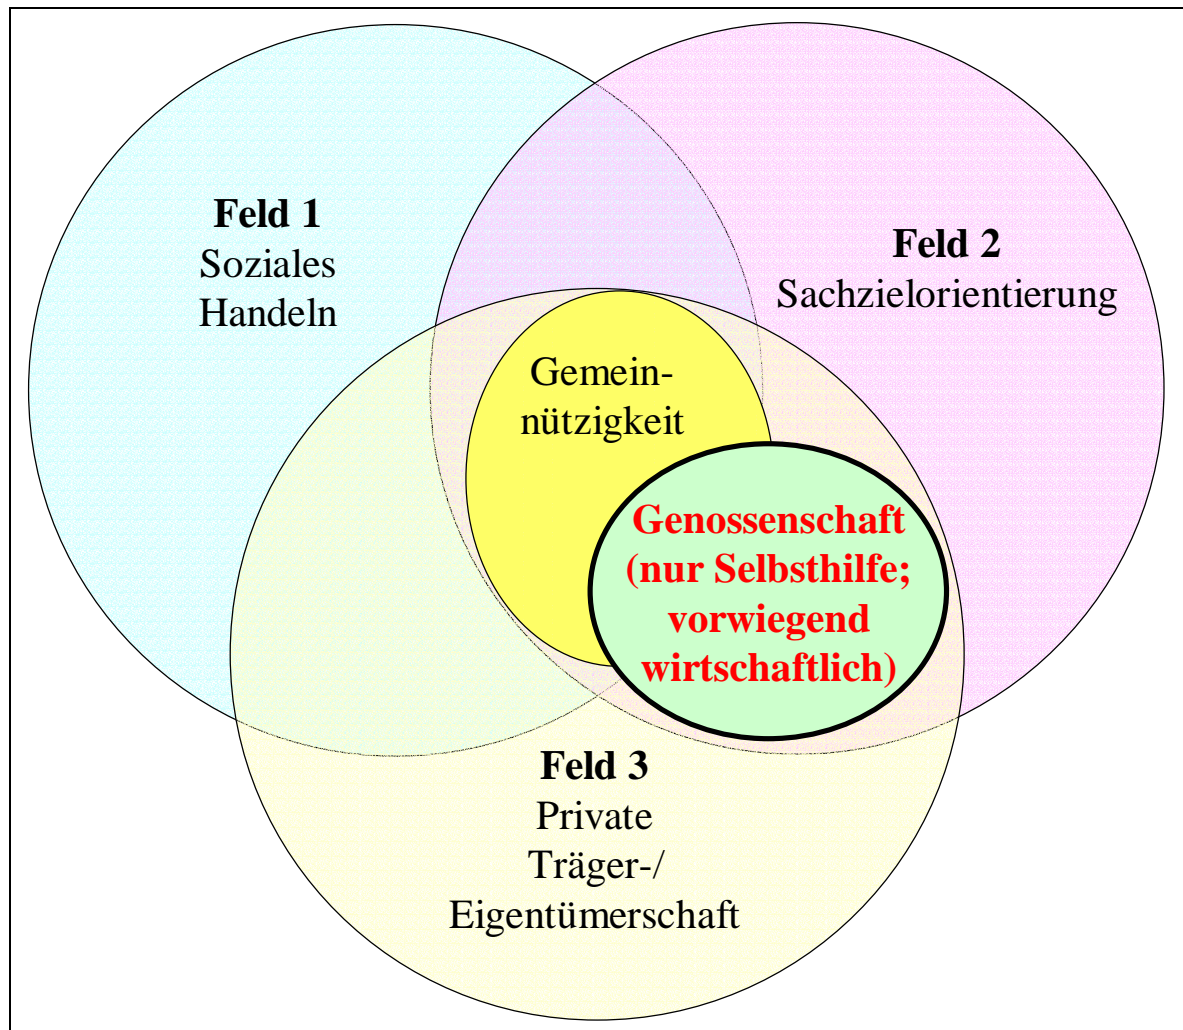 Feld 1
Soziales
Handeln
Feld 2
Sachzielorientierung
Gemein-
nützigkeit
Genossenschaft
(nur Selbsthilfe;
vorwiegend
wirtschaftlich)
Feld 3
Private
Träger-/
Eigentümerschaft